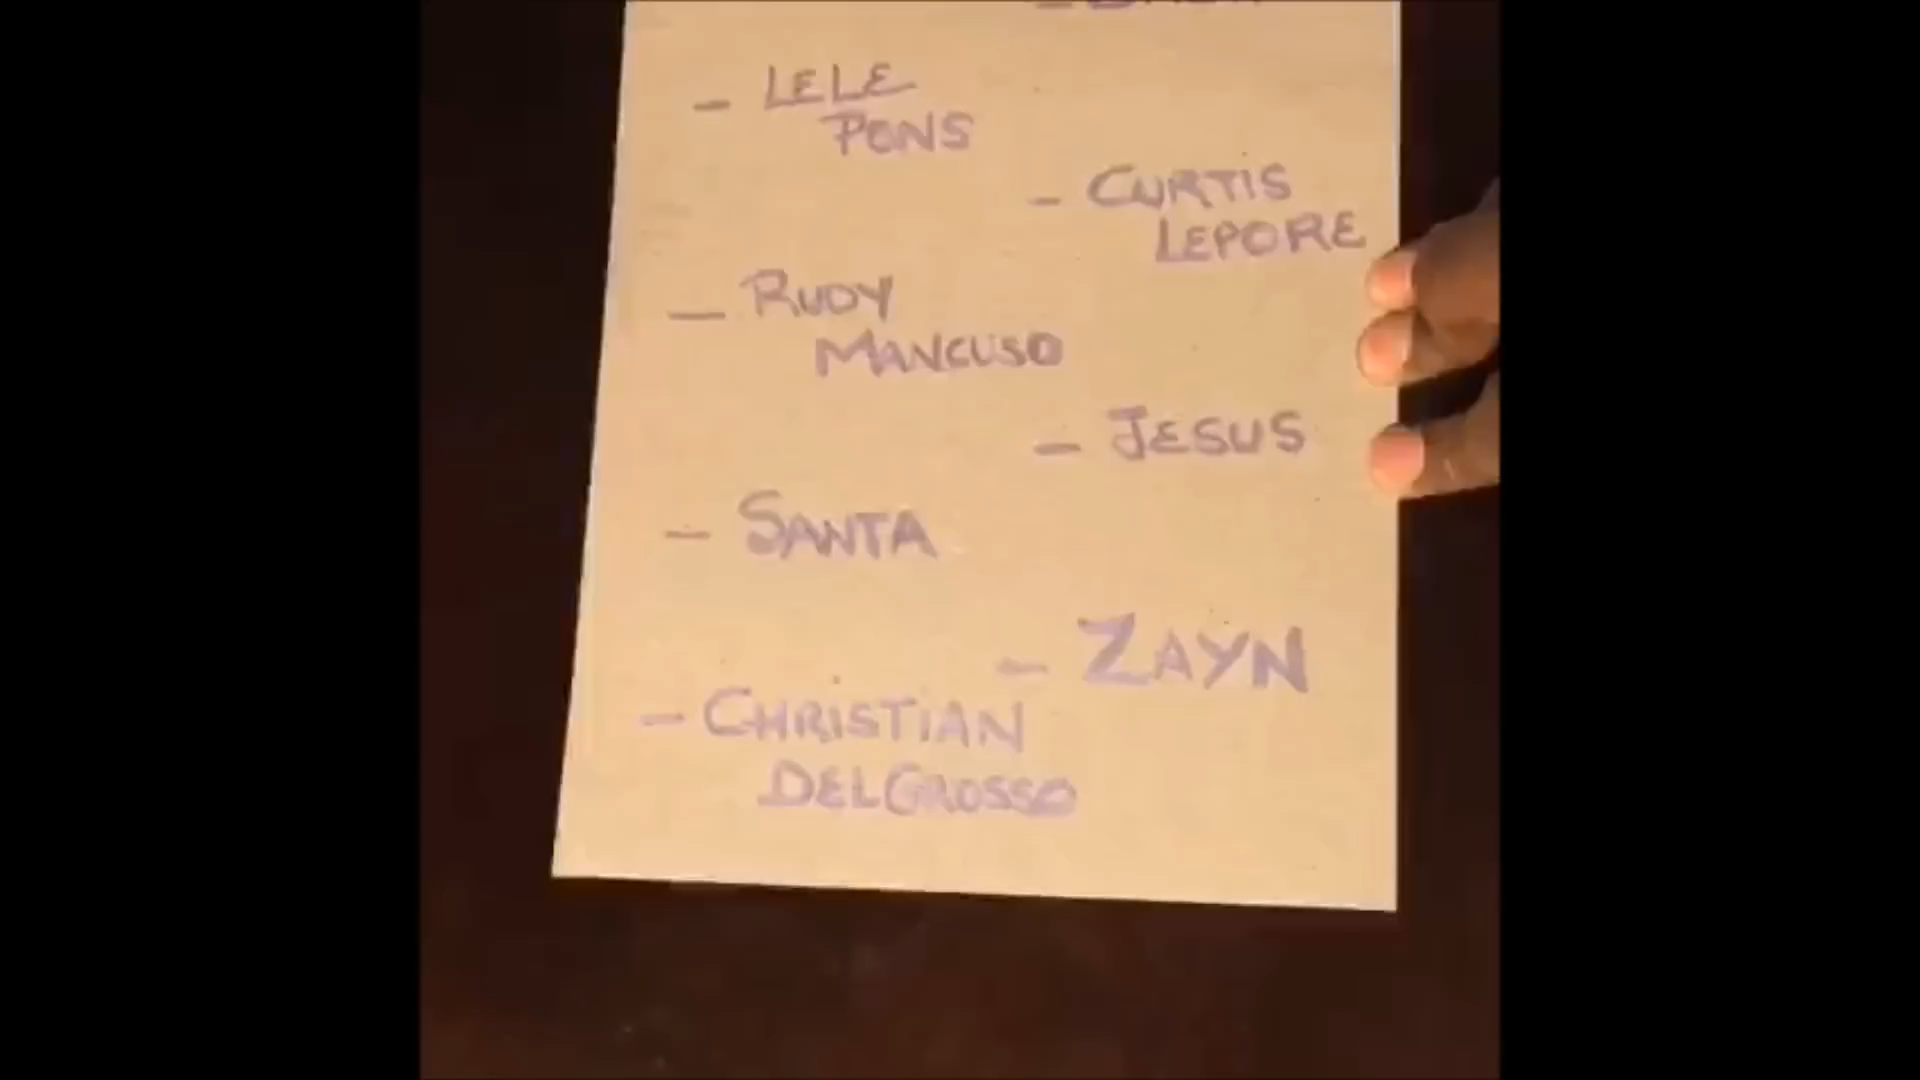 - LELE
PONS
- CURTIS
LEPORE
- RUDY
MANCUSO
- JESUS
- SANTA
- ZAYN
- CHRISTIAN
DELGROSSO